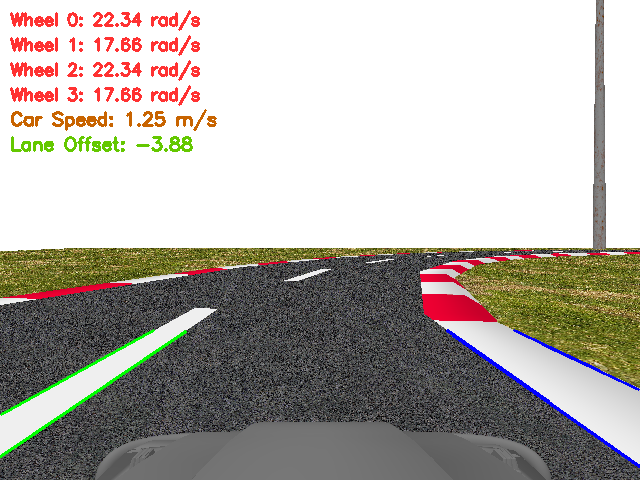 Wheel 0: 22.34 rad/s
Wheel 1: 17.66 rad/s
Wheel 2: 22.34 rad/s
Wheel 3: 17.66 rad/s
Car Speed: 1.25 m/s
Lane Offset: -3.88